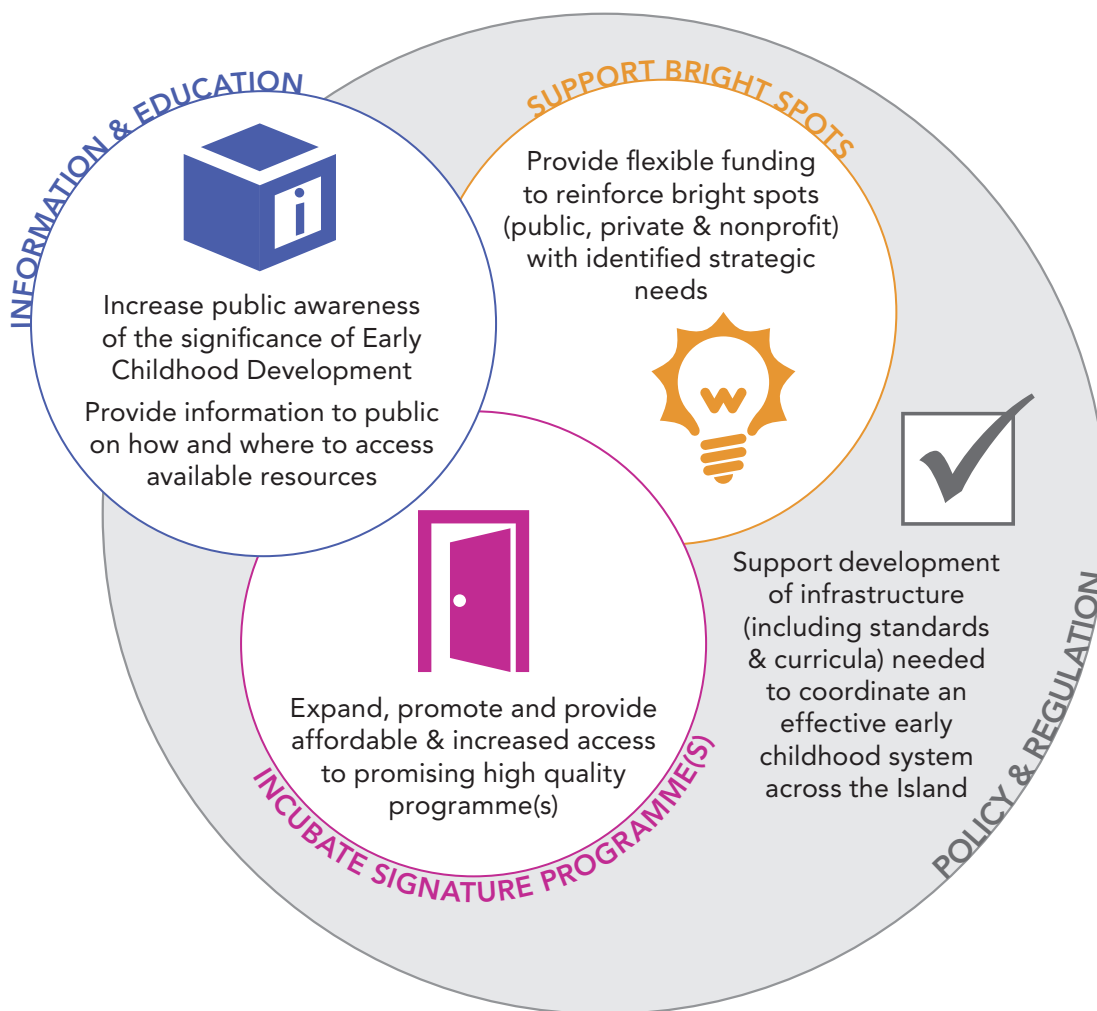 INFORMATION & EDUCATION
i
Increase public awareness
of the significance of Early
Childhood Development
Provide information to public
on how and where to access
available resources
SUPPORT BRIGHT SPOTS
Provide flexible funding
to reinforce bright spots
(public, private & nonprofit)
with identified strategic
needs
Expand, promote and provide
affordable & increased access
to promising high quality
programme(s)
INCUBATE SIGNATURE PROGRAMME(S)
Support development
of infrastructure
(including standards
& curricula) needed
to coordinate an
effective early
childhood system
across the Island
POLICY & REGULATION